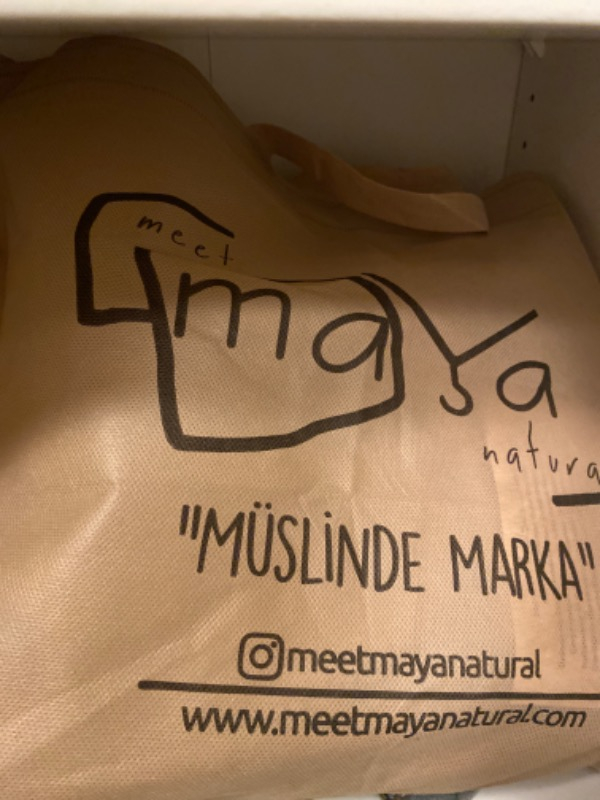 meet
maya
natura
"MÜSLİNDE MARKA"
meetmayanatural
www.meetmayanatural.com